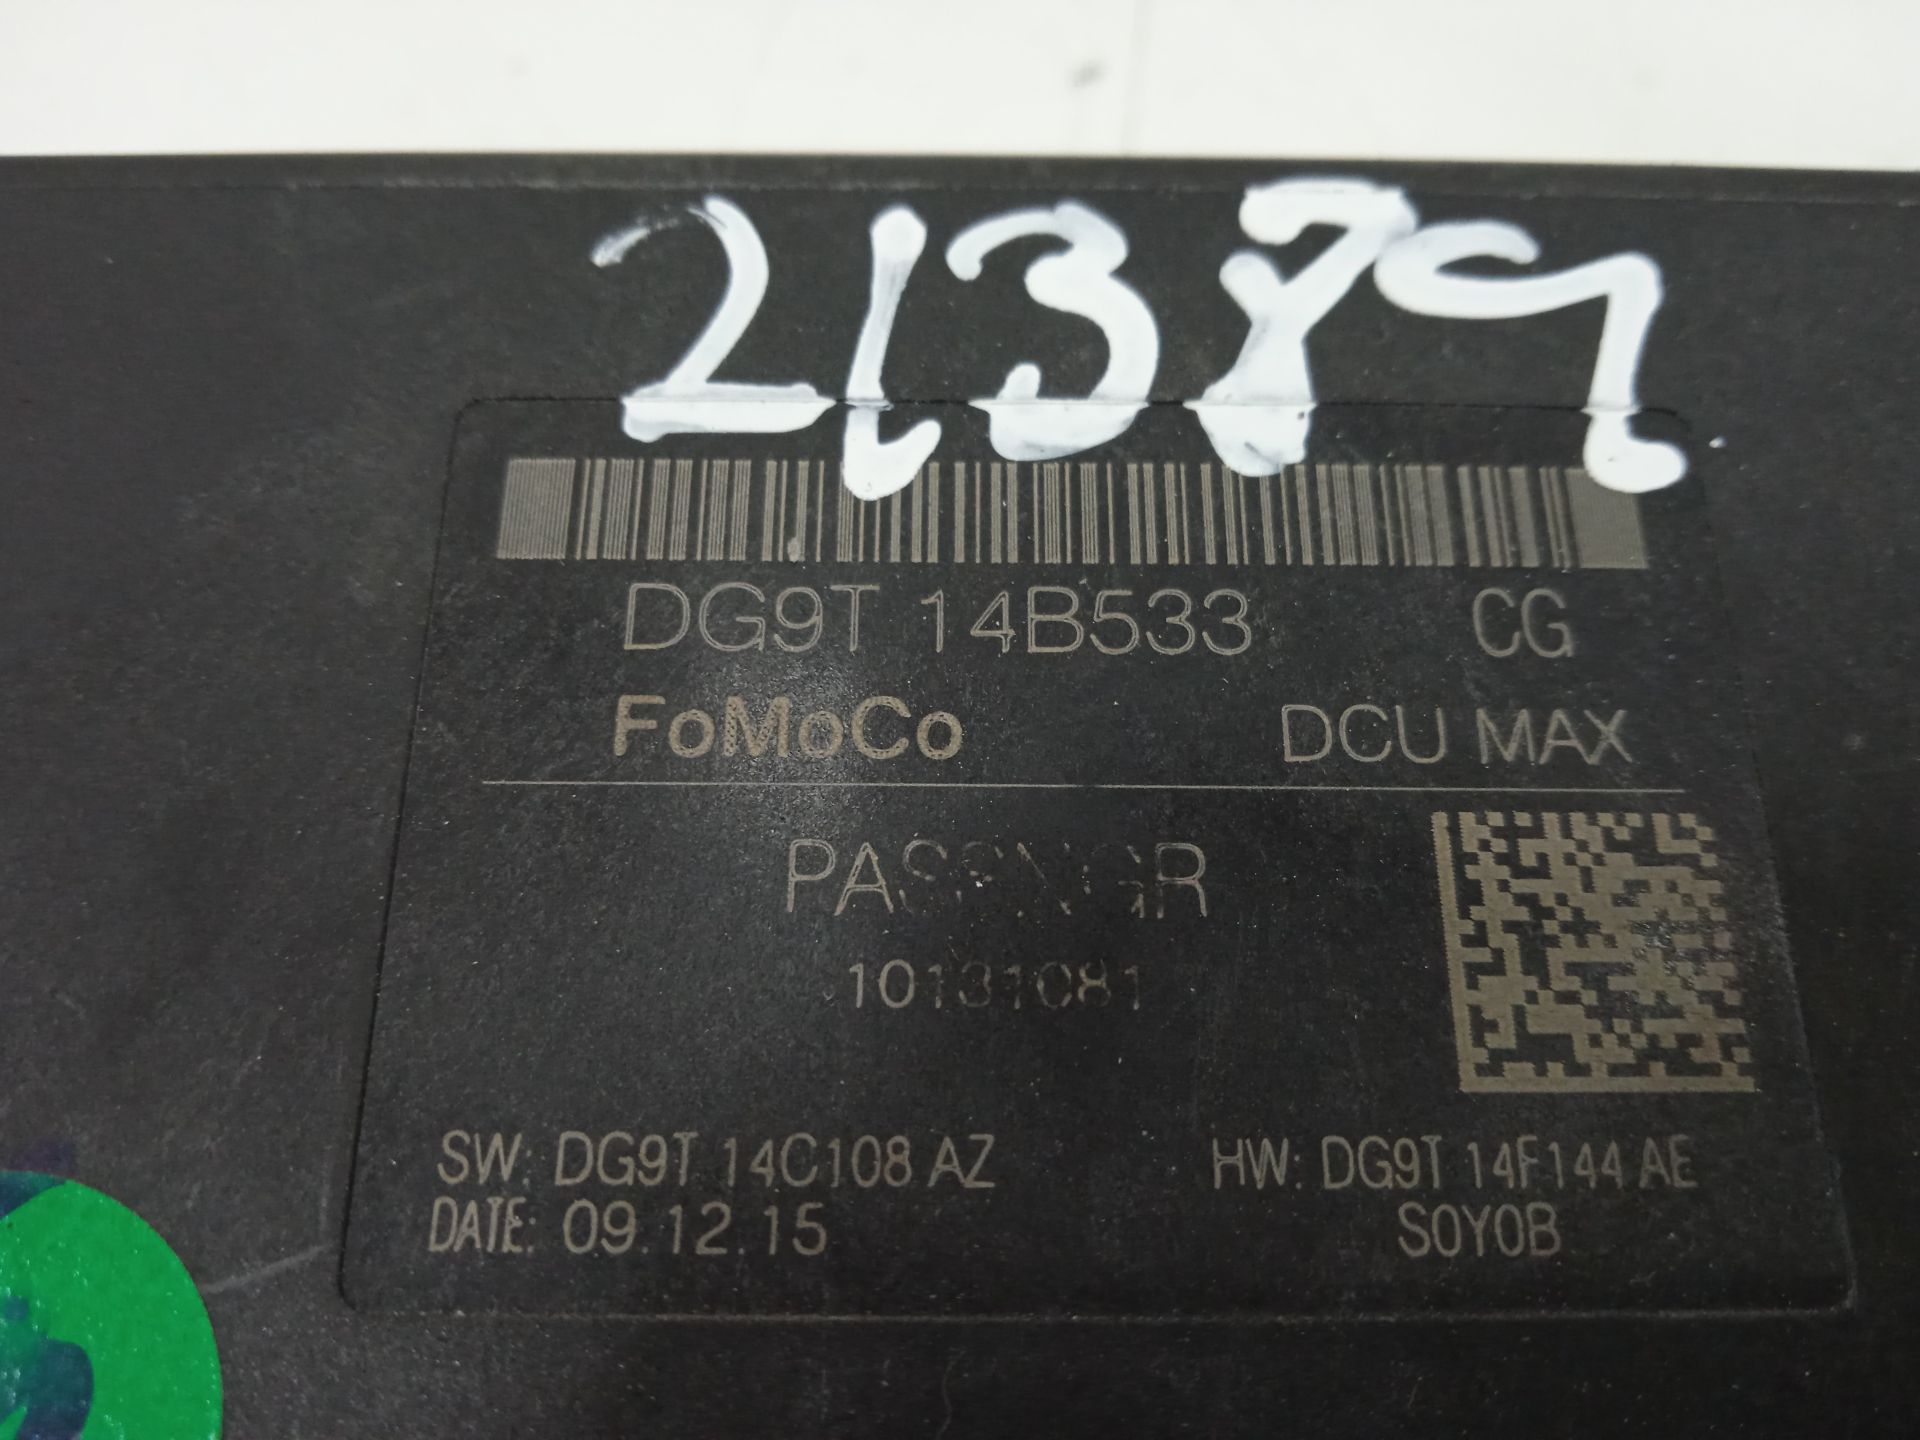 21389
DG9T 14B533 CG
FoMoCo DCU MAX
PASSNGR
10131081
SW: DG9T 14C108 AZ HW: DG9T 14F144 AE
DATE: 09.12.15 S0Y0B